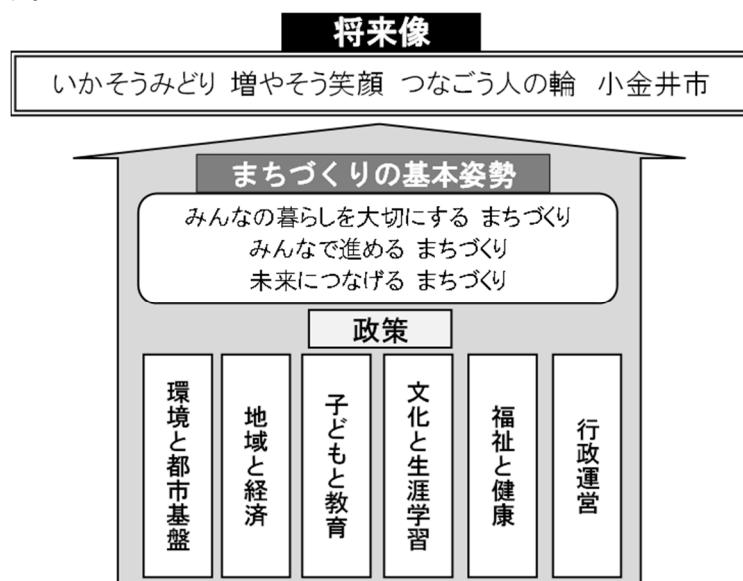 将来像
いかそうみどり 増やそう笑顔 つなごう人の輪 小金井市
まちづくりの基本姿勢
みんなの暮らしを大切にする まちづくり
みんなで進める まちづくり
未来につなげる まちづくり
政策
環境と都市基盤
地域と経済
子どもと教育
文化と生涯学習
福祉と健康
行政運営